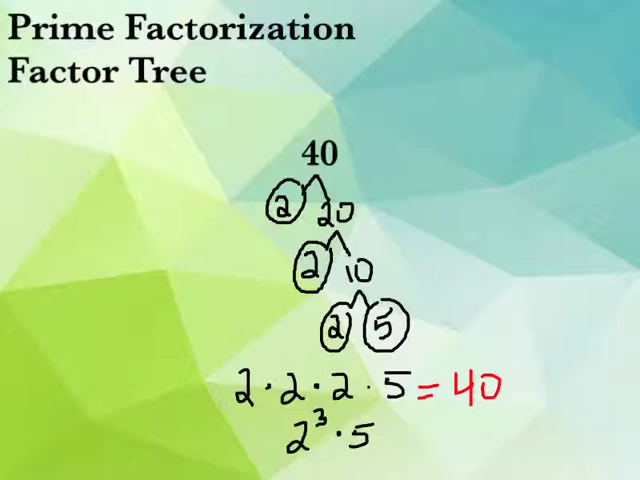 Prime Factorization
Factor Tree
40
2 20
2 10
2 5
2 · 2 · 2 · 5 = 40
2³ · 5